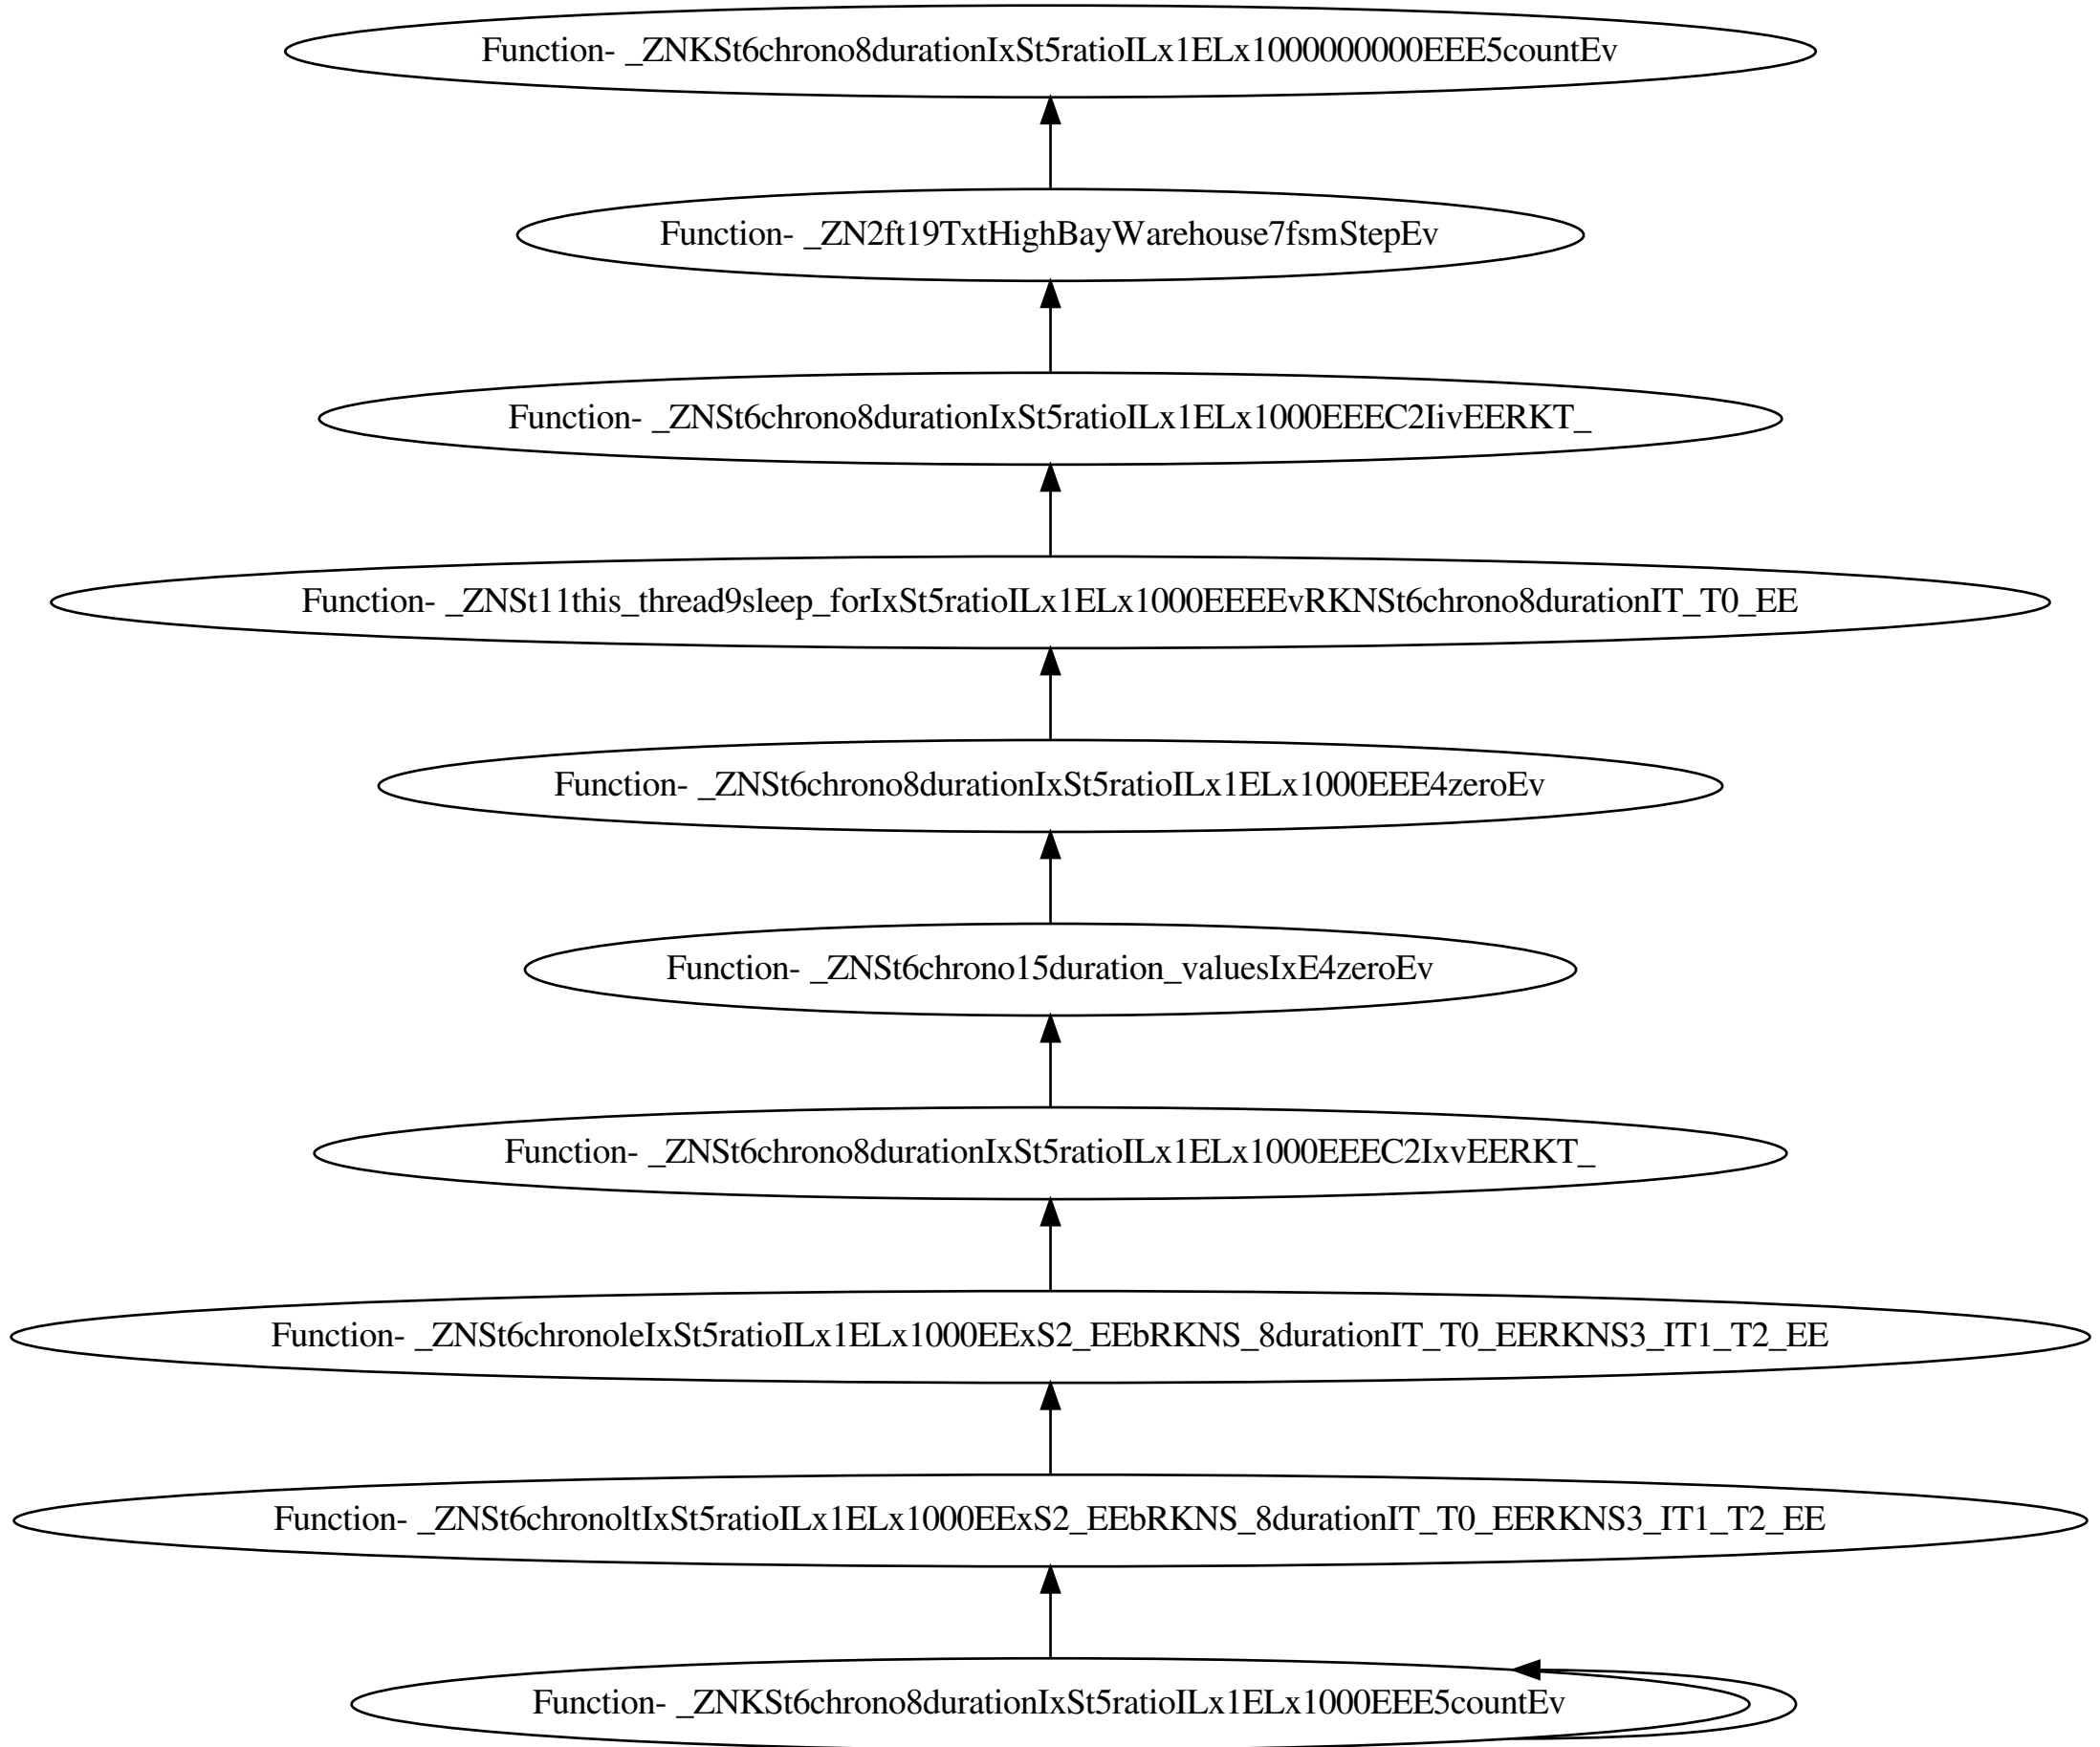 Function- _ZNKSt6chrono8durationIxSt5ratioILx1ELx1000000000EEE5countEv
Function- _ZN2ft19TxtHighBayWarehouse7fsmStepEv
Function- _ZNSt6chrono8durationIxSt5ratioILx1ELx1000EEEC2IivEERKT_
Function- _ZNSt11this_thread9sleep_forIxSt5ratioILx1ELx1000EEEEvRKNSt6chrono8durationIT_T0_EE
Function- _ZNSt6chrono8durationIxSt5ratioILx1ELx1000EEE4zeroEv
Function- _ZNSt6chrono15duration_valuesIxE4zeroEv
Function- _ZNSt6chrono8durationIxSt5ratioILx1ELx1000EEEC2IxvEERKT_
Function- _ZNSt6chronoleIxSt5ratioILx1ELx1000EExS2_EEbRKNS_8durationIT_T0_EERKNS3_IT1_T2_EE
Function- _ZNSt6chronoltIxSt5ratioILx1ELx1000EExS2_EEbRKNS_8durationIT_T0_EERKNS3_IT1_T2_EE
Function- _ZNKSt6chrono8durationIxSt5ratioILx1ELx1000EEE5countEv